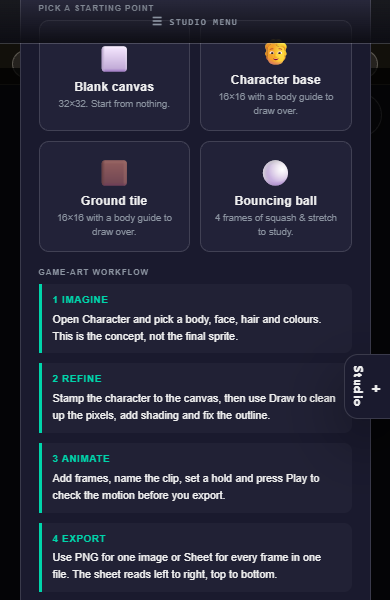 PICK A STARTING POINT
☰ STUDIO MENU
Blank canvas
32×32. Start from nothing.
Character base
16×16 with a body guide to
draw over.
Ground tile
16×16 with a body guide to
draw over.
Bouncing ball
4 frames of squash & stretch
to study.
GAME-ART WORKFLOW
1 IMAGINE
Open Character and pick a body, face, hair and colours.
This is the concept, not the final sprite.
2 REFINE
Stamp the character to the canvas, then use Draw to clean
up the pixels, add shading and fix the outline.
+ Studio
3 ANIMATE
Add frames, name the clip, set a hold and press Play to
check the motion before you export.
4 EXPORT
Use PNG for one image or Sheet for every frame in one
file. The sheet reads left to right, top to bottom.